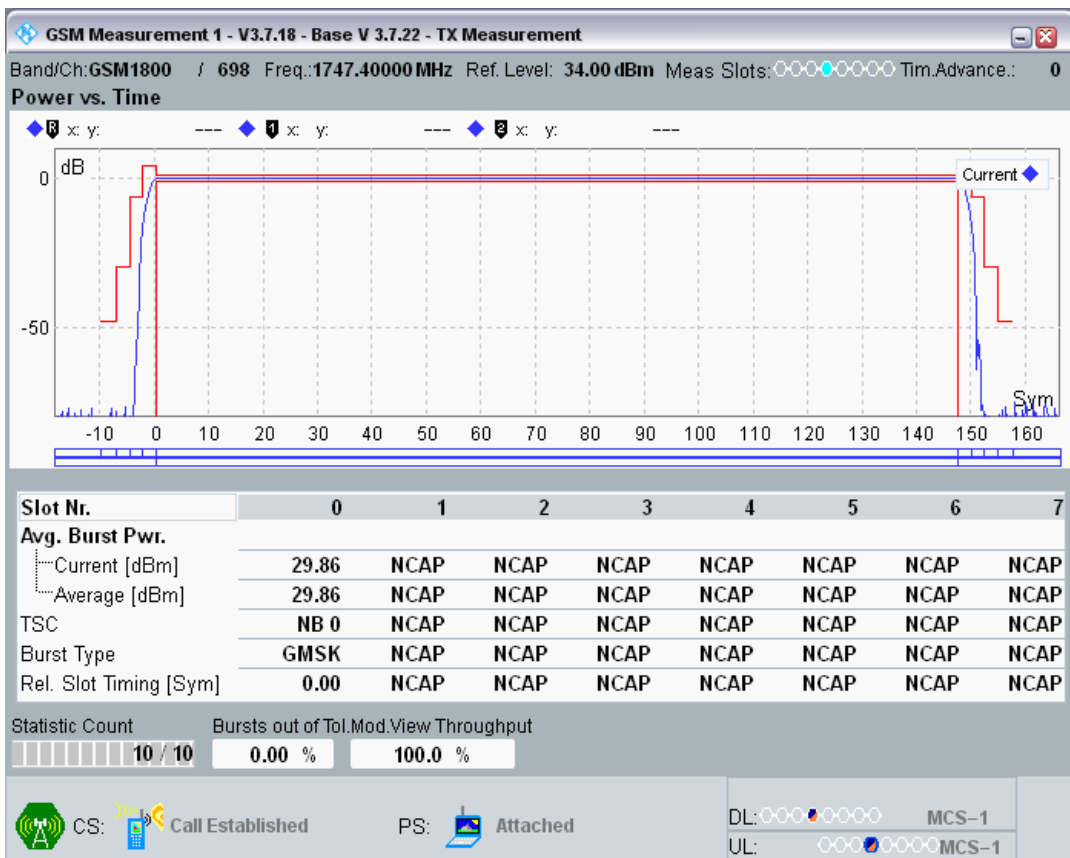 GSM Measurement 1 - V3.7.18 - Base V 3.7.22 - TX Measurement
Band/Ch:GSM1800 / 698 Freq.:1747.40000 MHz Ref. Level: 34.00 dBm Meas Slots: Tim.Advance.: 0
Power vs. Time
R x: y: --- 1 x: y: --- 2 x: y: ---
dB
Current
0
-50
Sym
-10 0 10 20 30 40 50 60 70 80 90 100 110 120 130 140 150 160
Slot Nr. 0 1 2 3 4 5 6 7
Avg. Burst Pwr.
Current [dBm] 29.86 NCAP NCAP NCAP NCAP NCAP NCAP NCAP
Average [dBm] 29.86 NCAP NCAP NCAP NCAP NCAP NCAP NCAP
TSC NB 0 NCAP NCAP NCAP NCAP NCAP NCAP NCAP
Burst Type GMSK NCAP NCAP NCAP NCAP NCAP NCAP NCAP
Rel. Slot Timing [Sym] 0.00 NCAP NCAP NCAP NCAP NCAP NCAP NCAP
Statistic Count Bursts out of Tol.Mod.View Throughput
10 / 10 0.00 % 100.0 %
CS: Call Established PS: Attached
DL: MCS-1
UL: MCS-1